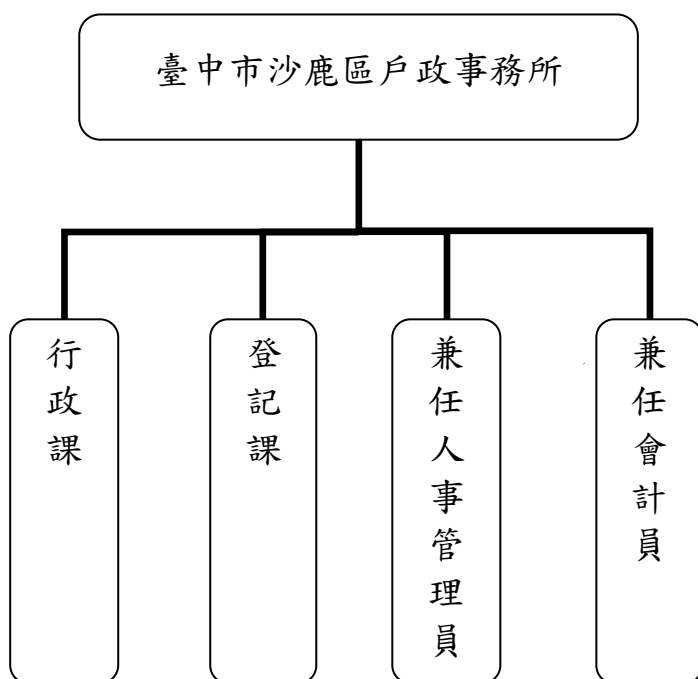 臺中市沙鹿區戶政事務所
行政課
登記課
兼任人事管理員
兼任會計員